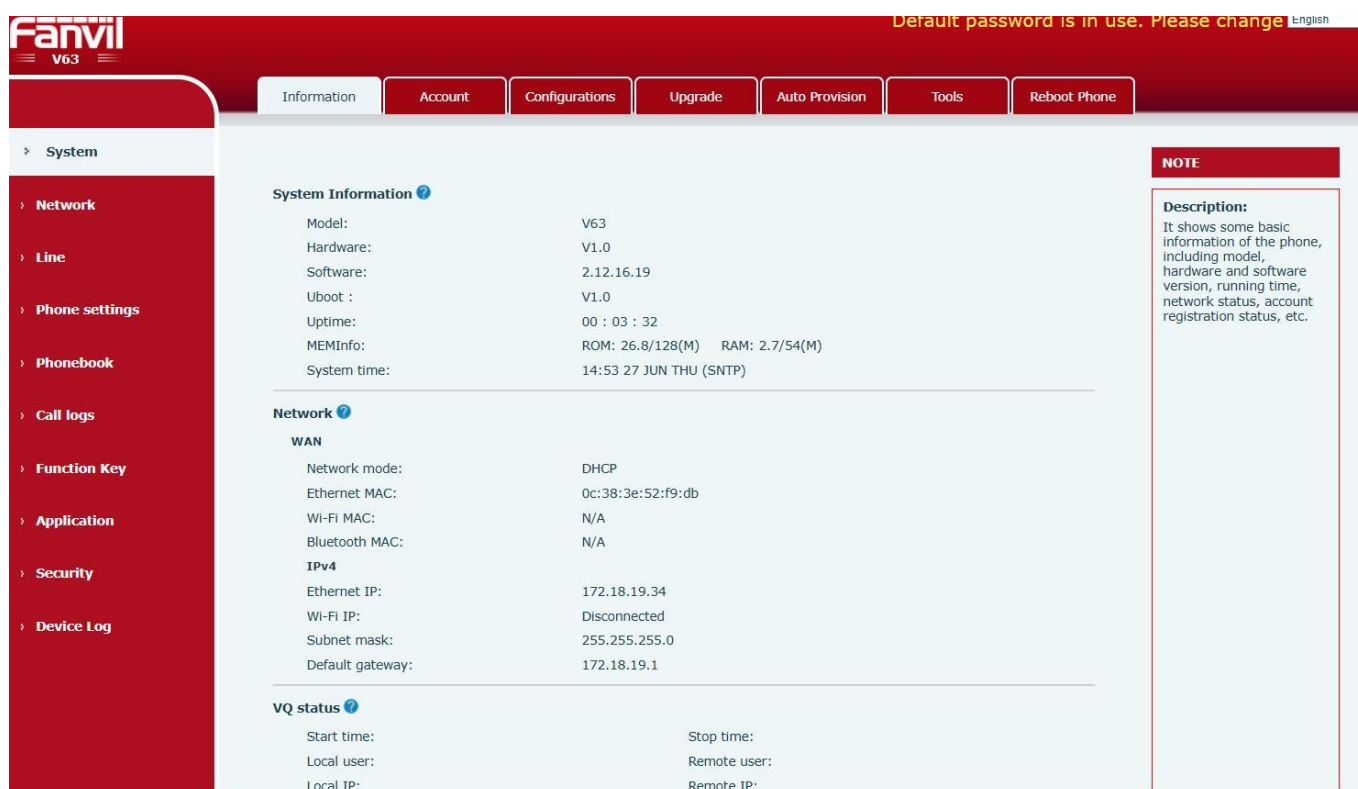 Fanvil
V63
Default password is in use. Please change
English
Information Account Configurations Upgrade Auto Provision Tools Reboot Phone
› System
› Network
› Line
› Phone settings
› Phonebook
› Call logs
› Function Key
› Application
› Security
› Device Log
System Information ?
Model: V63
Hardware: V1.0
Software: 2.12.16.19
Uboot : V1.0
Uptime: 00 : 03 : 32
MEMInfo: ROM: 26.8/128(M) RAM: 2.7/54(M)
System time: 14:53 27 JUN THU (SNTP)
Network ?
WAN
Network mode: DHCP
Ethernet MAC: 0c:38:3e:52:f9:db
Wi-Fi MAC: N/A
Bluetooth MAC: N/A
IPv4
Ethernet IP: 172.18.19.34
Wi-Fi IP: Disconnected
Subnet mask: 255.255.255.0
Default gateway: 172.18.19.1
VQ status ?
Start time: Stop time:
Local user: Remote user:
Local IP: Remote IP:
NOTE
Description:
It shows some basic
information of the phone,
including model,
hardware and software
version, running time,
network status, account
registration status, etc.